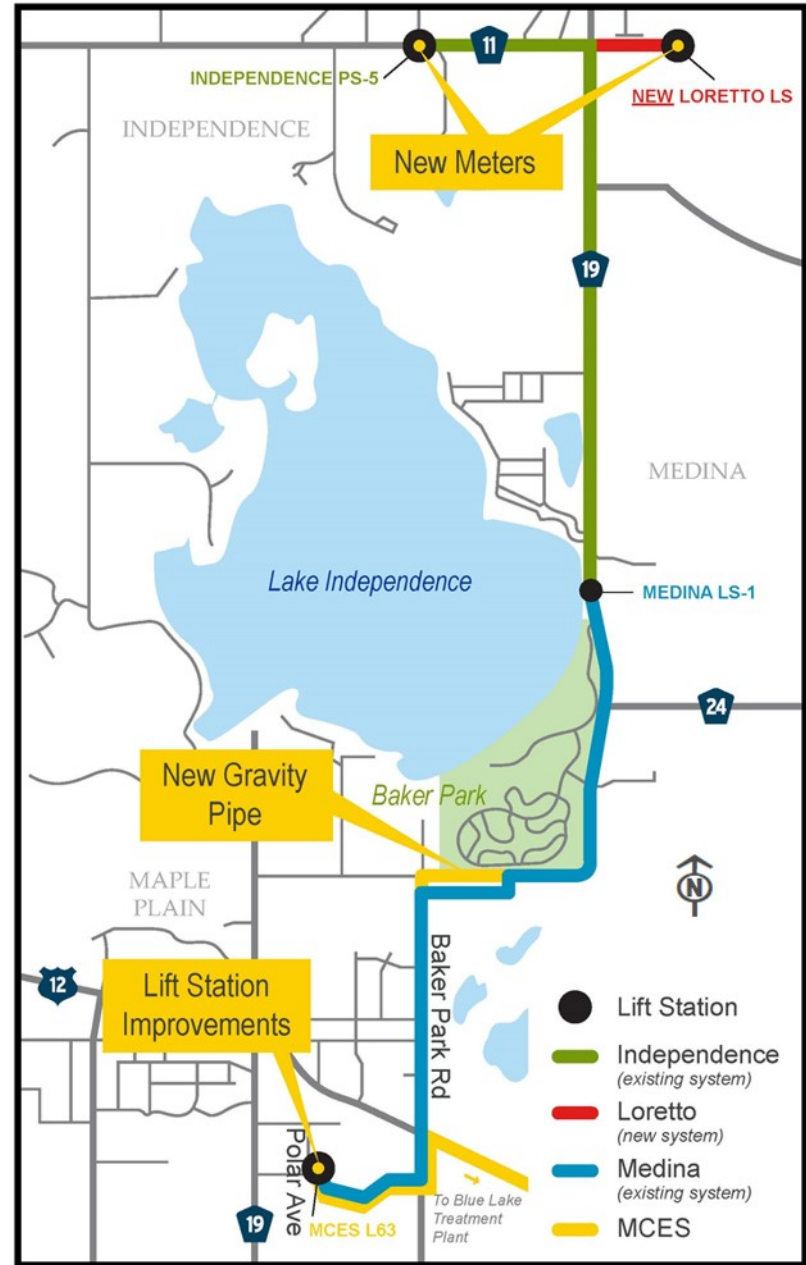 11
INDEPENDENCE PS-5
NEW LORETTO LS
INDEPENDENCE
New Meters
19
MEDINA
Lake Independence
MEDINA LS-1
24
New Gravity
Pipe
Baker Park
MAPLE
PLAIN
N
12
Lift Station
Improvements
Baker Park Rd
Polar Ave
19
MCES L63
To Blue Lake
Treatment
Plant
Lift Station
Independence
(existing system)
Loretto
(new system)
Medina
(existing system)
MCES